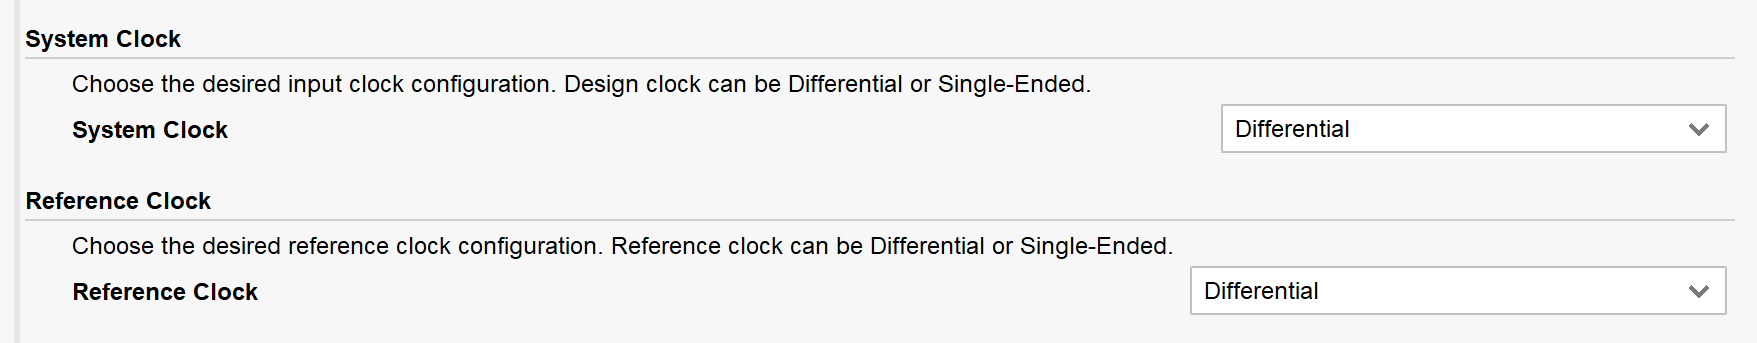 System Clock
Choose the desired input clock configuration. Design clock can be Differential or Single-Ended.
System Clock
Differential
Reference Clock
Choose the desired reference clock configuration. Reference clock can be Differential or Single-Ended.
Reference Clock
Differential